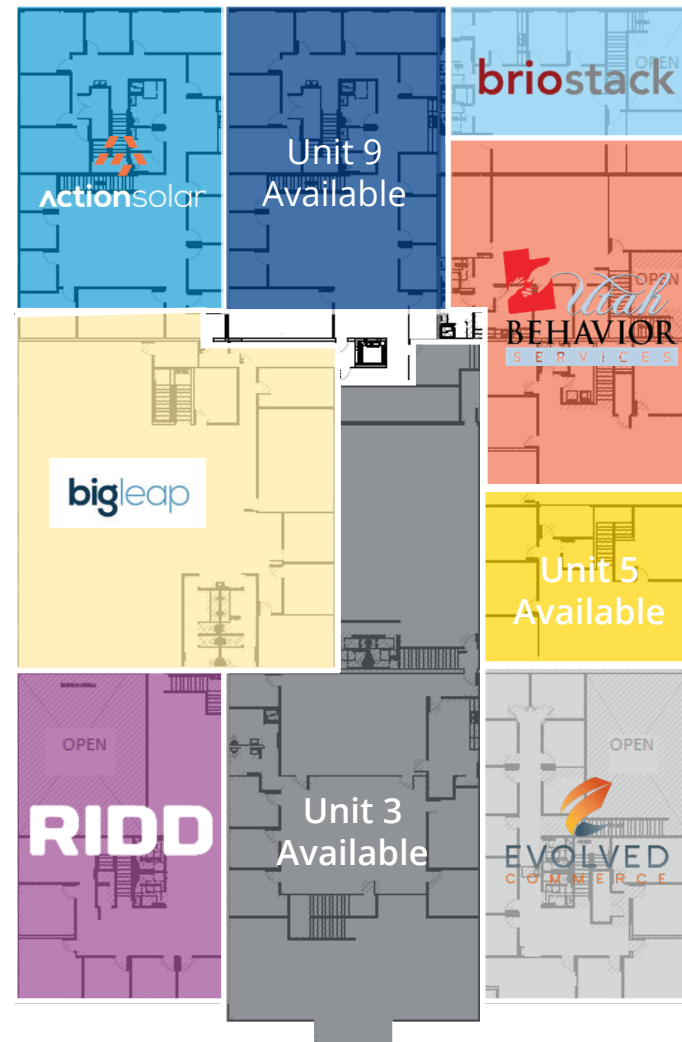 actionsolar
Unit 9
Available
OPEN
briostack
OPEN
Utah
BEHAVIOR
SERVICES
bigleap
Unit 5
Available
OPEN
RIDD
Unit 3
Available
OPEN
EVOLVED
COMMERCE